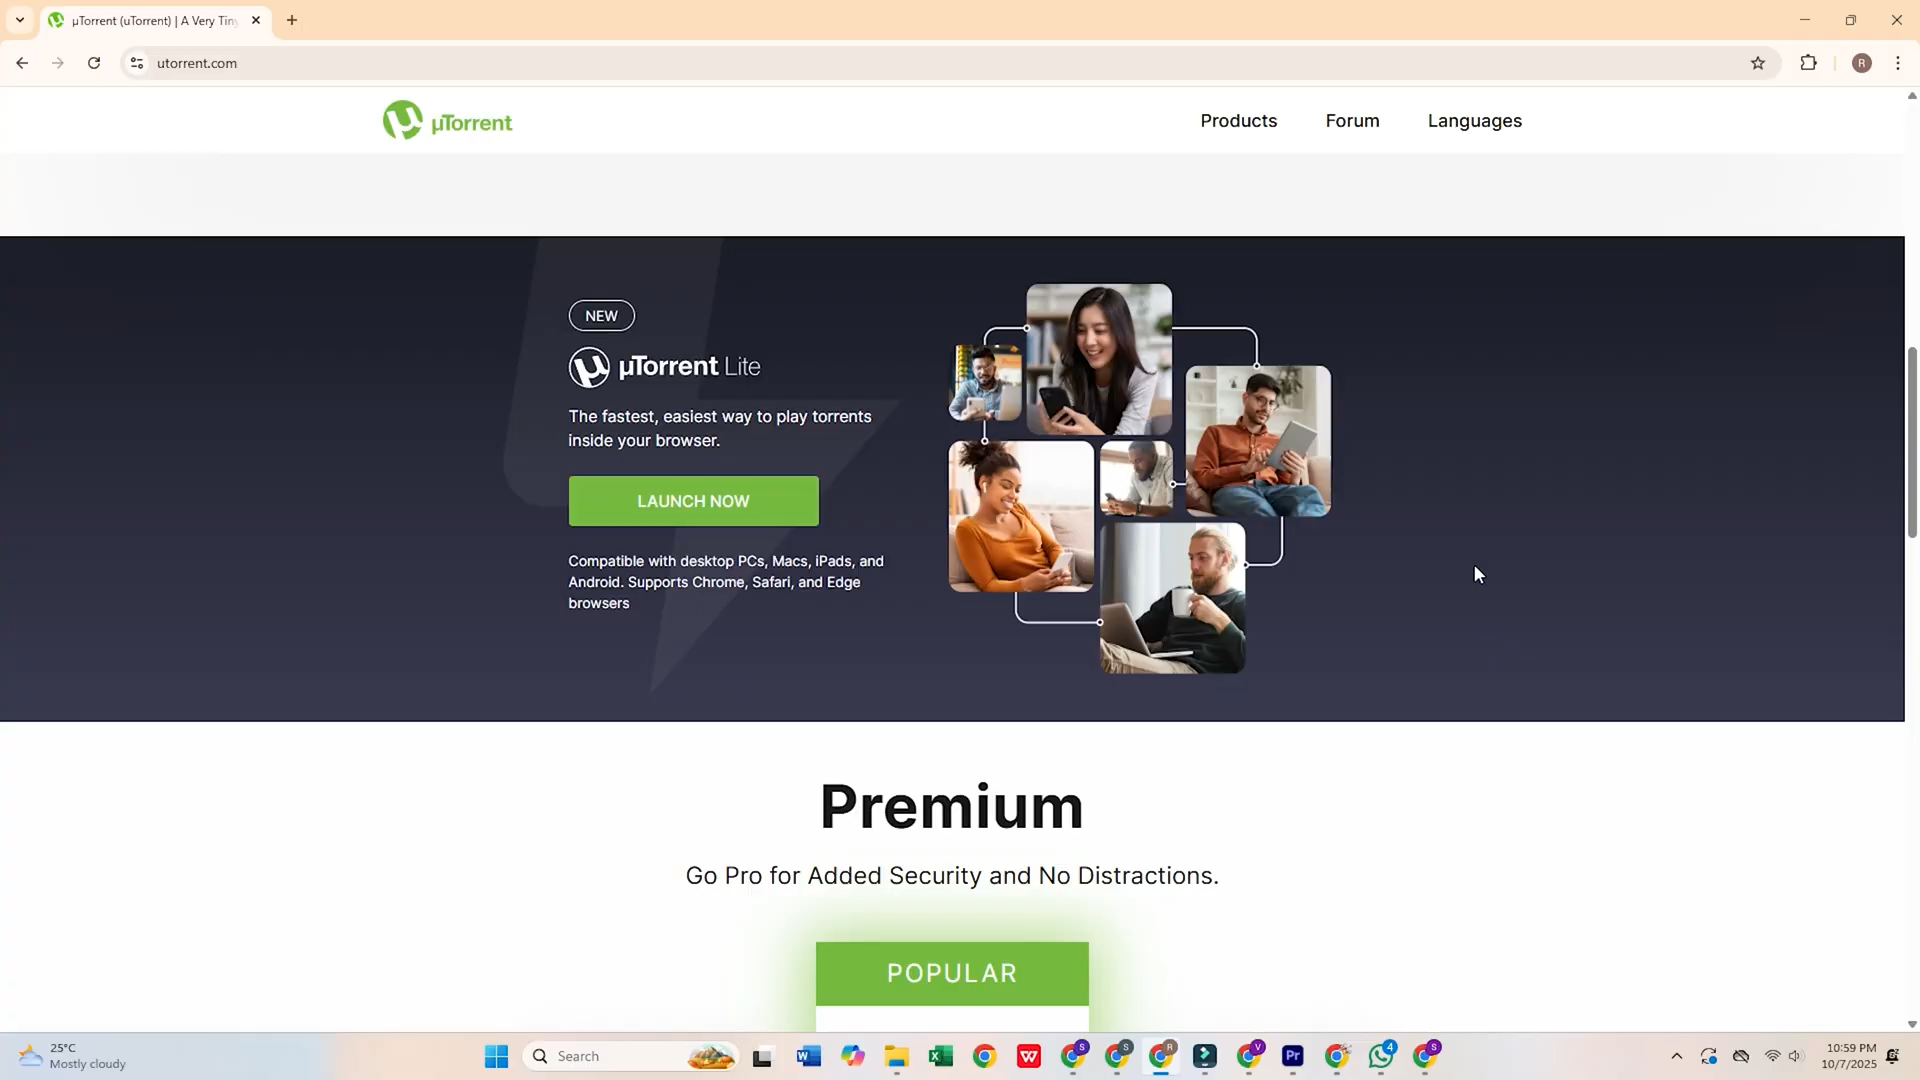 µTorrent (uTorrent) | A Very Tiny
utorrent.com
R
µTorrent
Products
Forum
Languages
NEW
µTorrent Lite
The fastest, easiest way to play torrents
inside your browser.
LAUNCH NOW
Compatible with desktop PCs, Macs, iPads, and
Android. Supports Chrome, Safari, and Edge
browsers
Premium
Go Pro for Added Security and No Distractions.
POPULAR
25°C
Mostly cloudy
Search
10:59 PM
10/7/2025